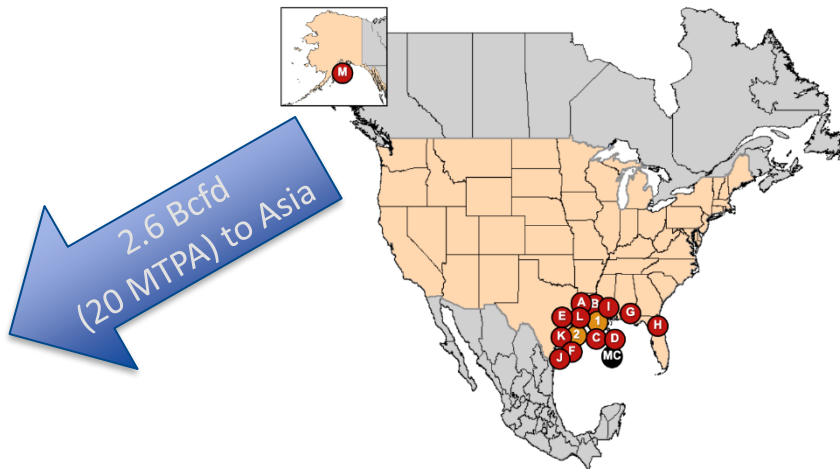 M
2.6 Bcfd
(20 MTPA) to Asia
A B I
E L 1 G
H
K 2 C D
J F MC